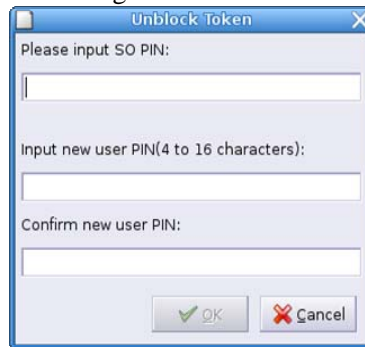 Unblock Token
Please input SO PIN:
Input new user PIN(4 to 16 characters):
Confirm new user PIN:
OK
Cancel